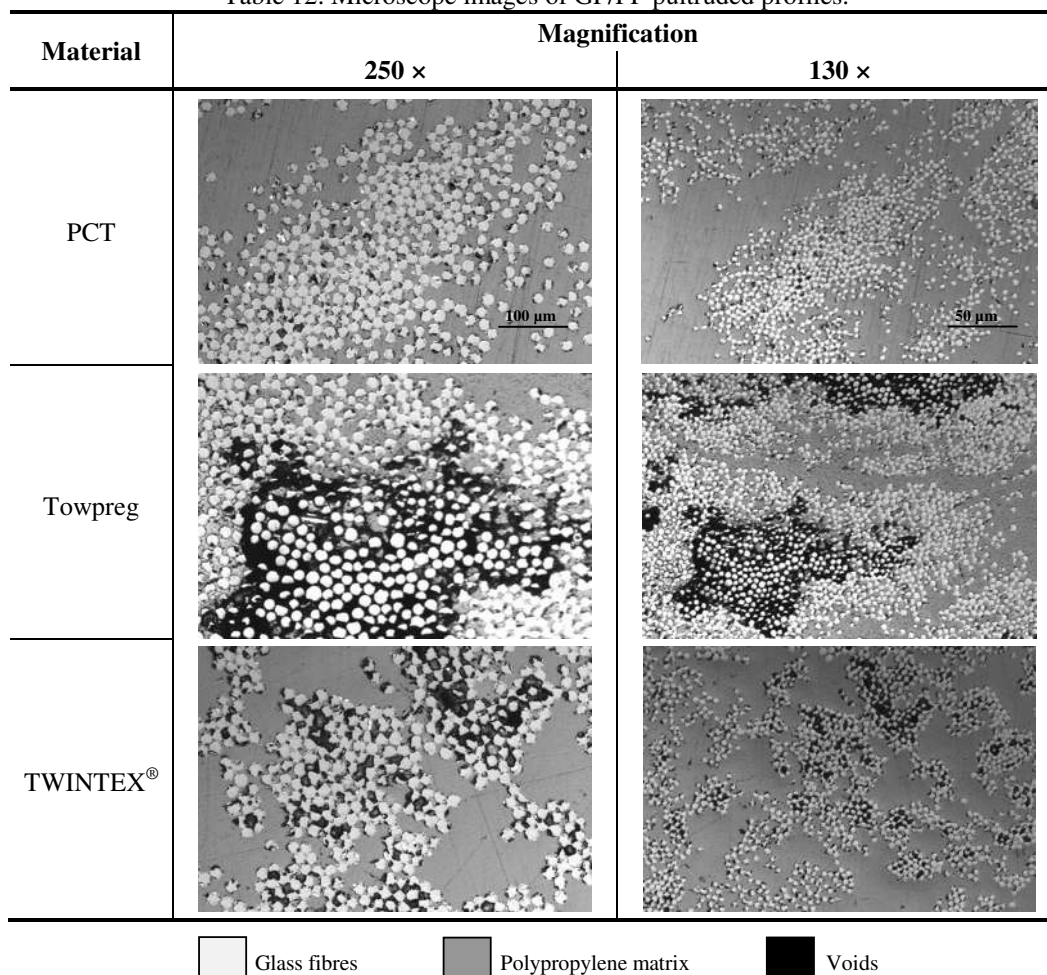 Table 12: Microscope images of GF/PP pultruded profiles.
Material
Magnification
250 ×
130 ×
PCT
100 µm
50 µm
Towpreg
TWINTEX®
Glass fibres
Polypropylene matrix
Voids